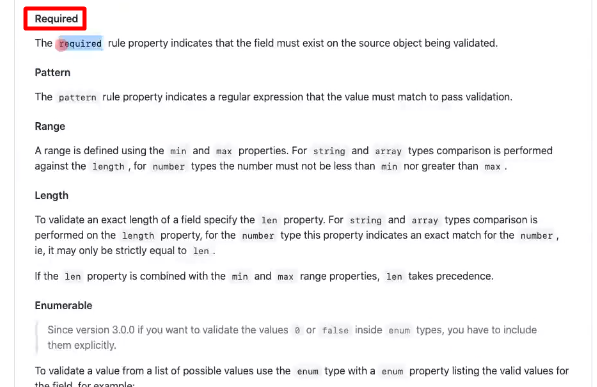 Required
The required rule property indicates that the field must exist on the source object being validated.
Pattern
The pattern rule property indicates a regular expression that the value must match to pass validation.
Range
A range is defined using the min and max properties. For string and array types comparison is performed
against the length , for number types the number must not be less than min nor greater than max .
Length
To validate an exact length of a field specify the len property. For string and array types comparison is
performed on the length property, for the number type this property indicates an exact match for the number ,
ie, it may only be strictly equal to len .
If the len property is combined with the min and max range properties, len takes precedence.
Enumerable
Since version 3.0.0 if you want to validate the values 0 or false inside enum types, you have to include
them explicitly.
To validate a value from a list of possible values use the enum type with a enum property listing the valid values for
the field, for example: